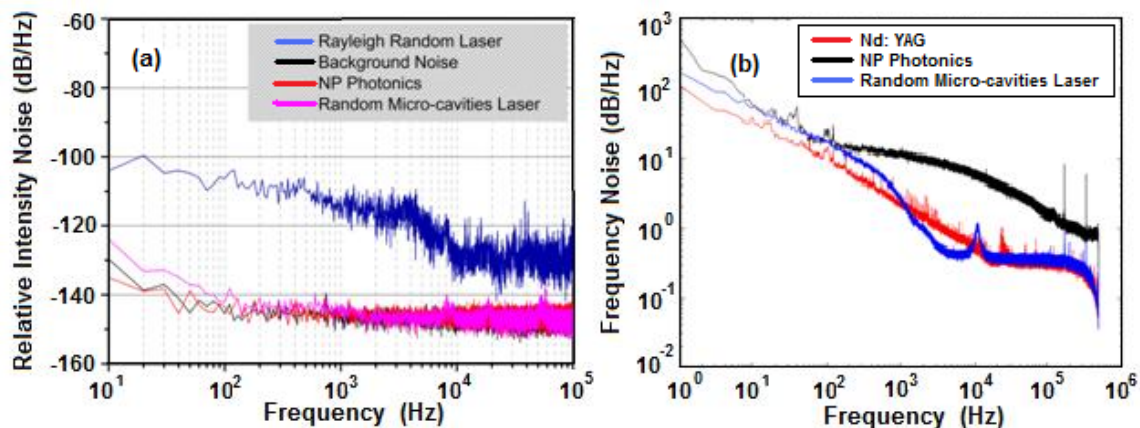 (a)
Rayleigh Random Laser
Background Noise
NP Photonics
Random Micro-cavities Laser
Relative Intensity Noise (dB/Hz)
-60
-80
-100
-120
-140
-160
10^1
10^2
10^3
10^4
10^5
Frequency (Hz)
(b)
Nd: YAG
NP Photonics
Random Micro-cavities Laser
Frequency Noise (dB/Hz)
10^3
10^2
10^1
10^0
10^-1
10^-2
10^0
10^1
10^2
10^3
10^4
10^5
10^6
Frequency (Hz)